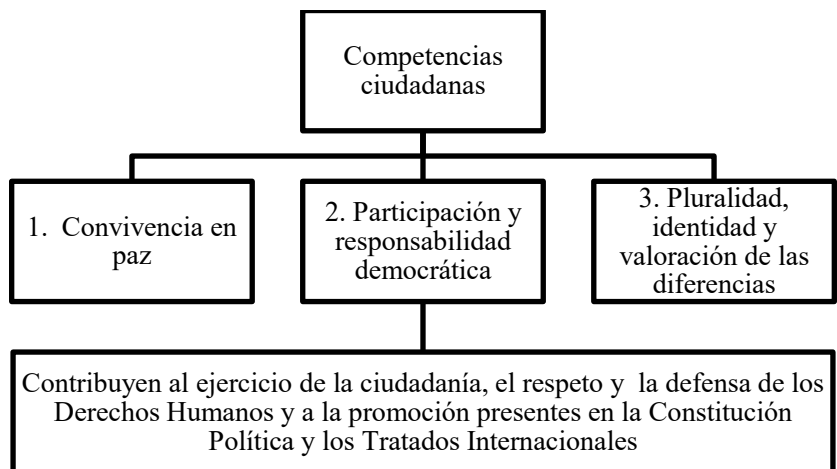 Competencias
ciudadanas
1. Convivencia en
paz
2. Participación y
responsabilidad
democrática
3. Pluralidad,
identidad y
valoración de las
diferencias
Contribuyen al ejercicio de la ciudadanía, el respeto y la defensa de los
Derechos Humanos y a la promoción presentes en la Constitución
Política y los Tratados Internacionales